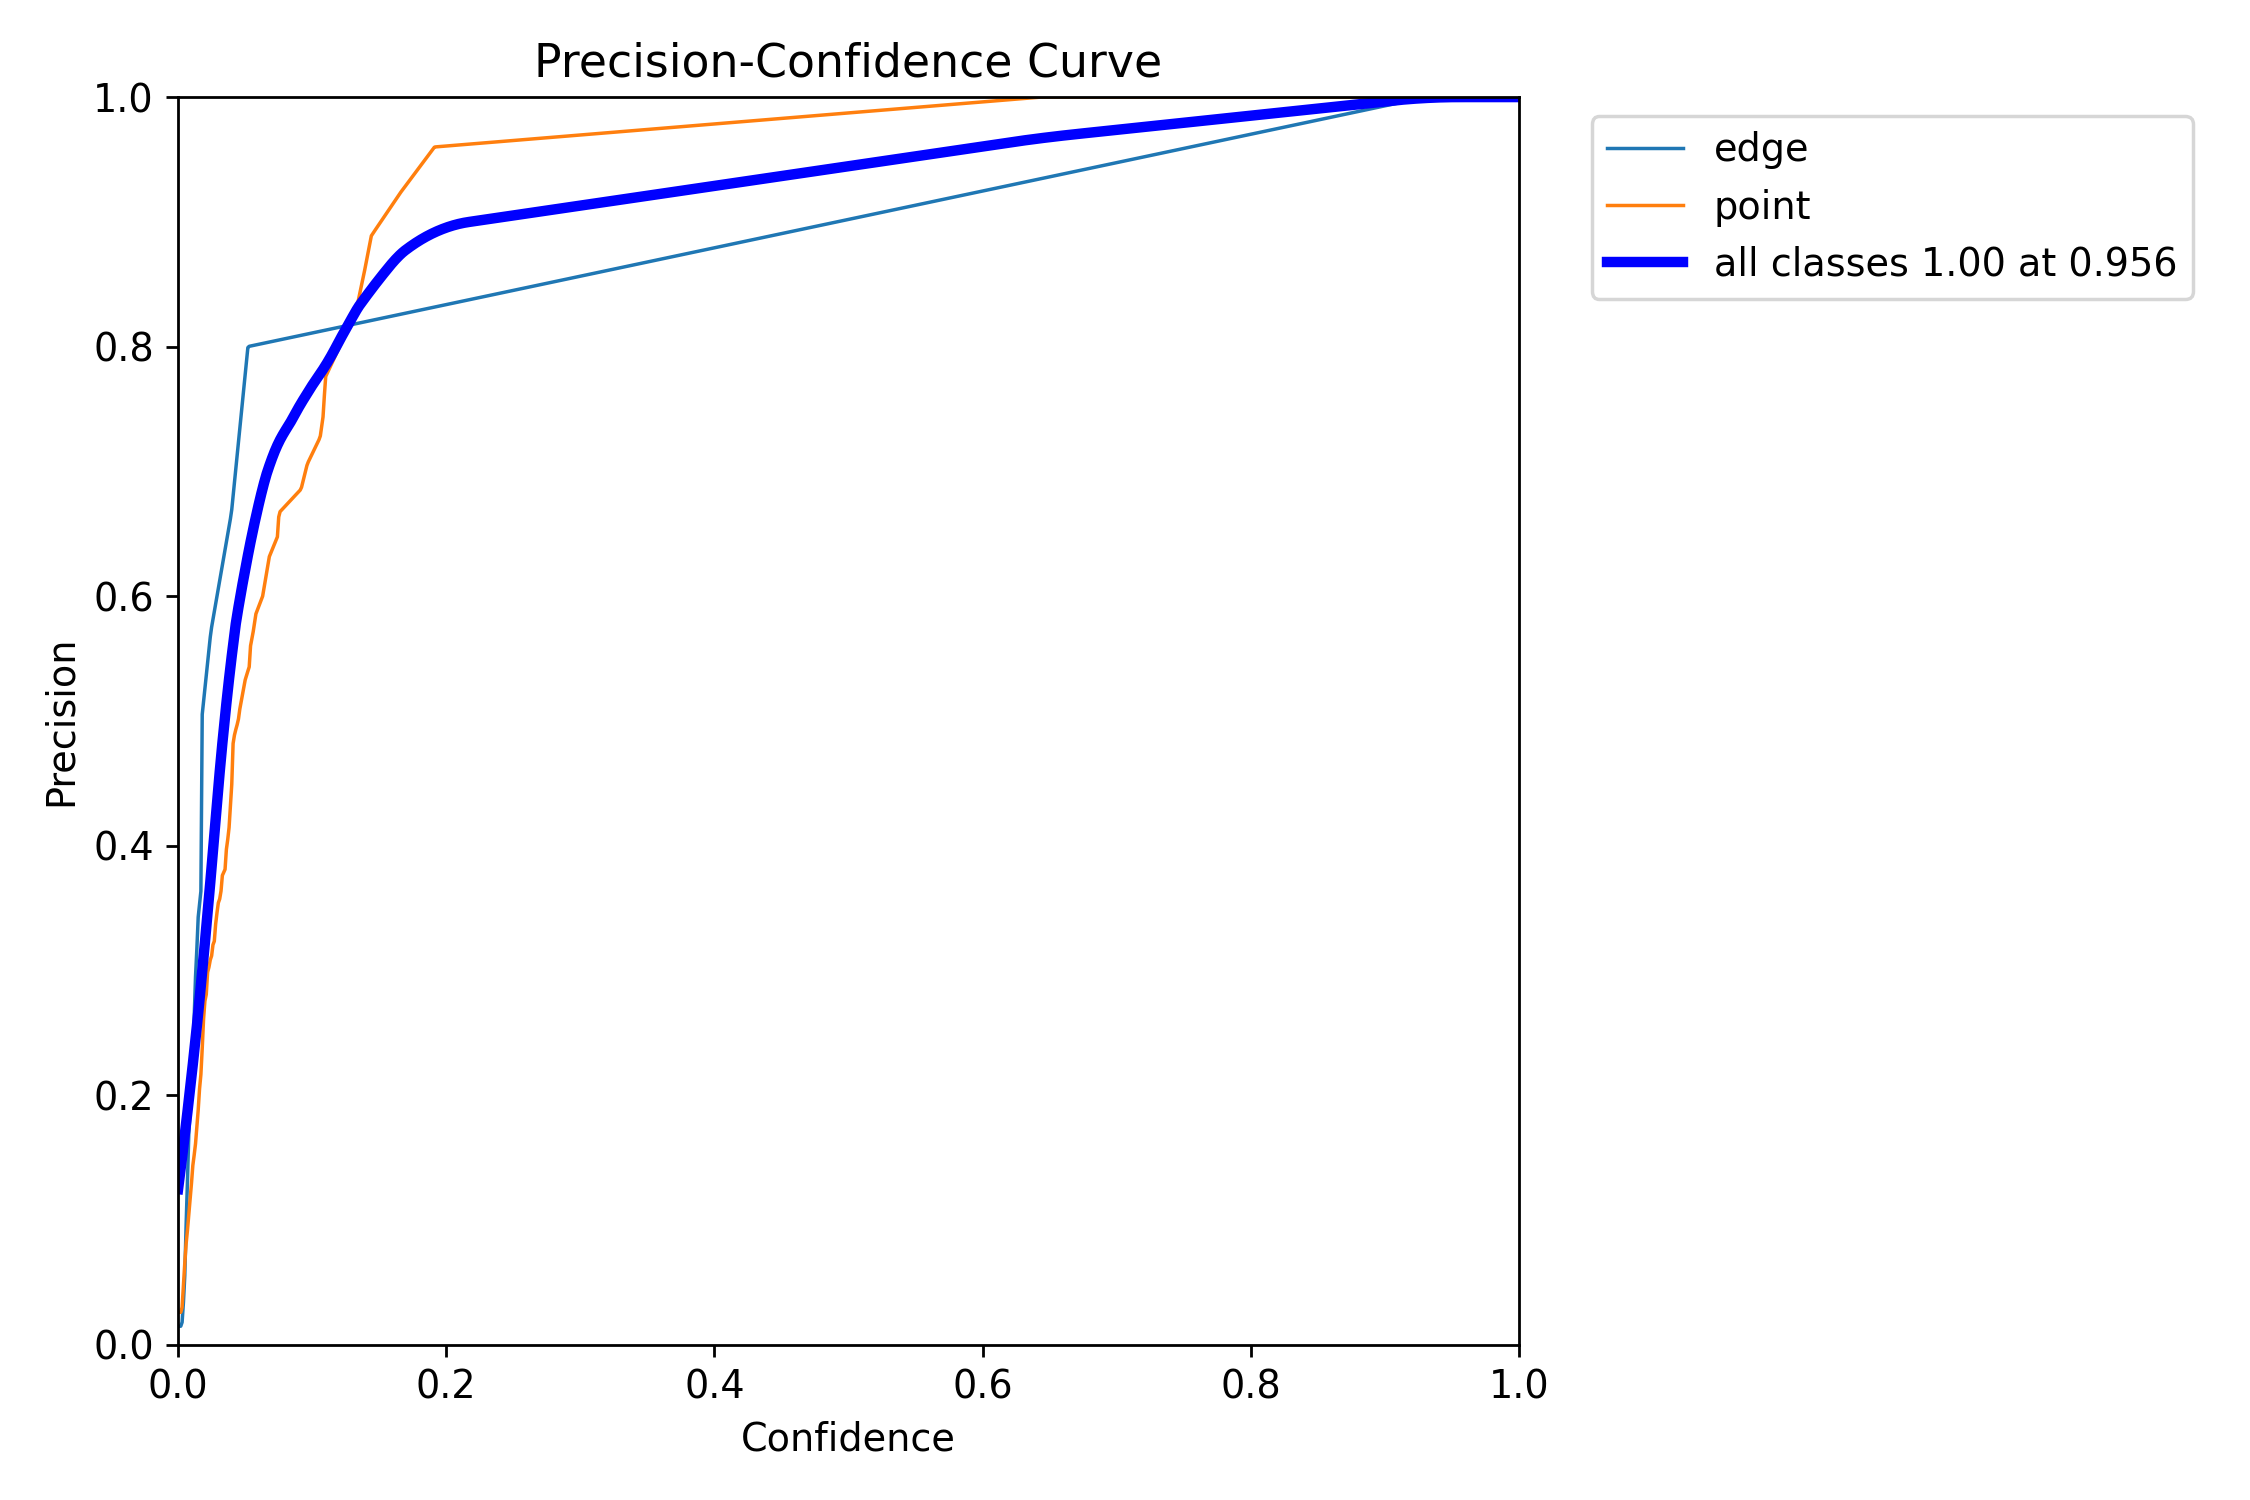 Precision-Confidence Curve
1.0
0.8
0.6
0.4
0.2
0.0
Precision
0.0 0.2 0.4 0.6 0.8 1.0
Confidence
edge
point
all classes 1.00 at 0.956